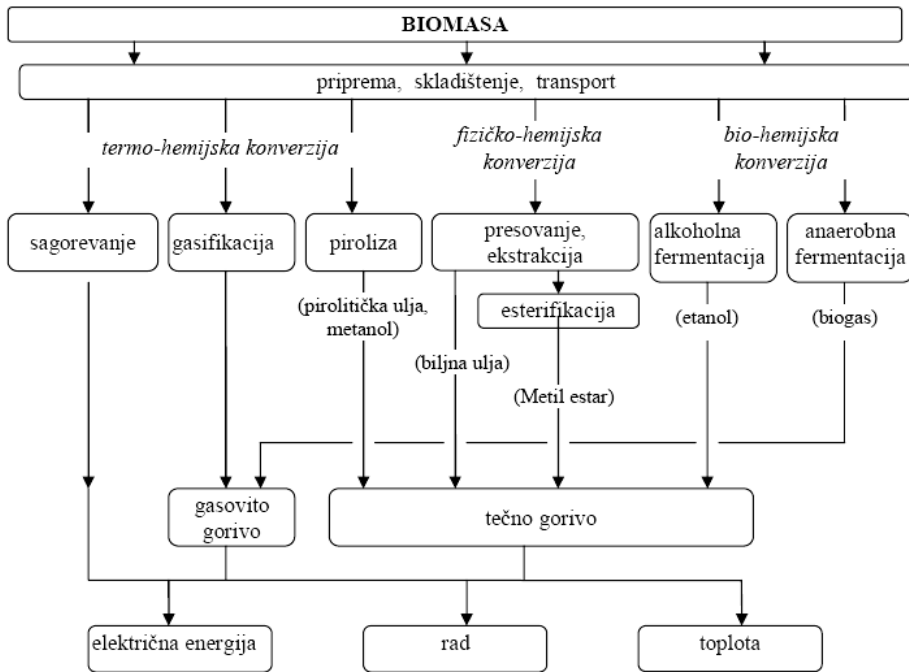 BIOMASA
priprema, skladištenje, transport
termo-hemijska konverzija
fizičko-hemijska
konverzija
bio-hemijska
konverzija
sagorevanje
gasifikacija
piroliza
presovanje,
ekstrakcija
alkoholna
fermentacija
anaerobna
fermentacija
(pirolitička ulja,
metanol)
esterifikacija
(etanol)
(biogas)
(biljna ulja)
(Metil estar)
gasovito
gorivo
tečno gorivo
električna energija
rad
toplota